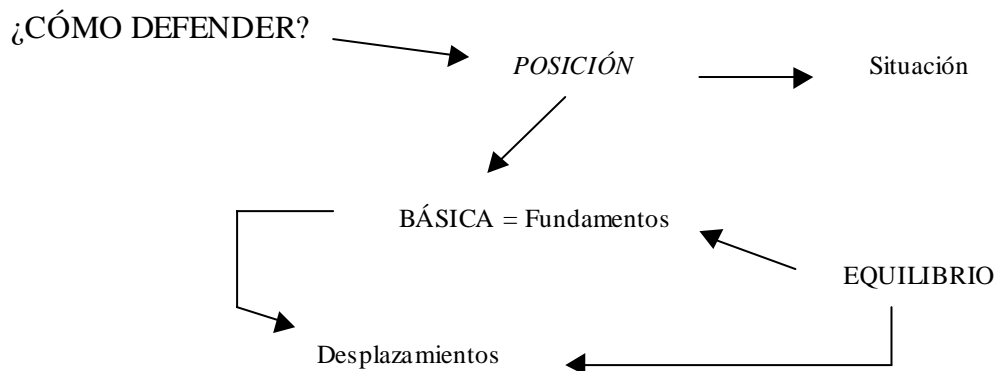 ¿CÓMO DEFENDER?
POSICIÓN
Situación
BÁSICA = Fundamentos
EQUILIBRIO
Desplazamientos